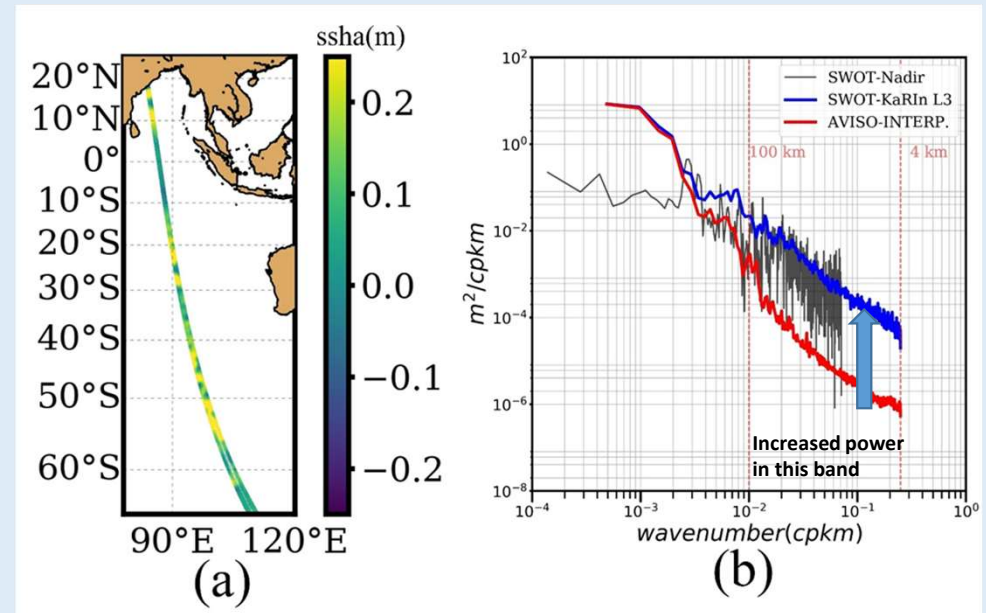 ssha(m)
20°N
10°N
0°
10°S
20°S
30°S
40°S
50°S
60°S
90°E 120°E
0.2
0.1
0.0
−0.1
−0.2
(a)
10²
10⁰
10⁻²
10⁻⁴
10⁻⁶
10⁻⁸
m²/cpkm
SWOT-Nadir
SWOT-KaRIn L3
AVISO-INTERP.
100 km
4 km
Increased power
in this band
10⁻⁴ 10⁻³ 10⁻² 10⁻¹ 10⁰
wavenumber(cpkm)
(b)